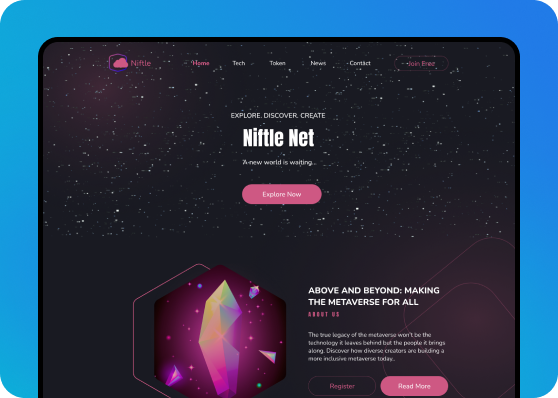 Niftle
Home Tech Token News Contact Join Free
EXPLORE. DISCOVER. CREATE
Niftle Net
A new world is waiting..
Explore Now
ABOVE AND BEYOND: MAKING
THE METAVERSE FOR ALL
ABOUT US
The true legacy of the metaverse won't be the
technology it leaves behind but the people it brings
along. Discover how diverse creators are building a
more inclusive metaverse today..
Register Read More